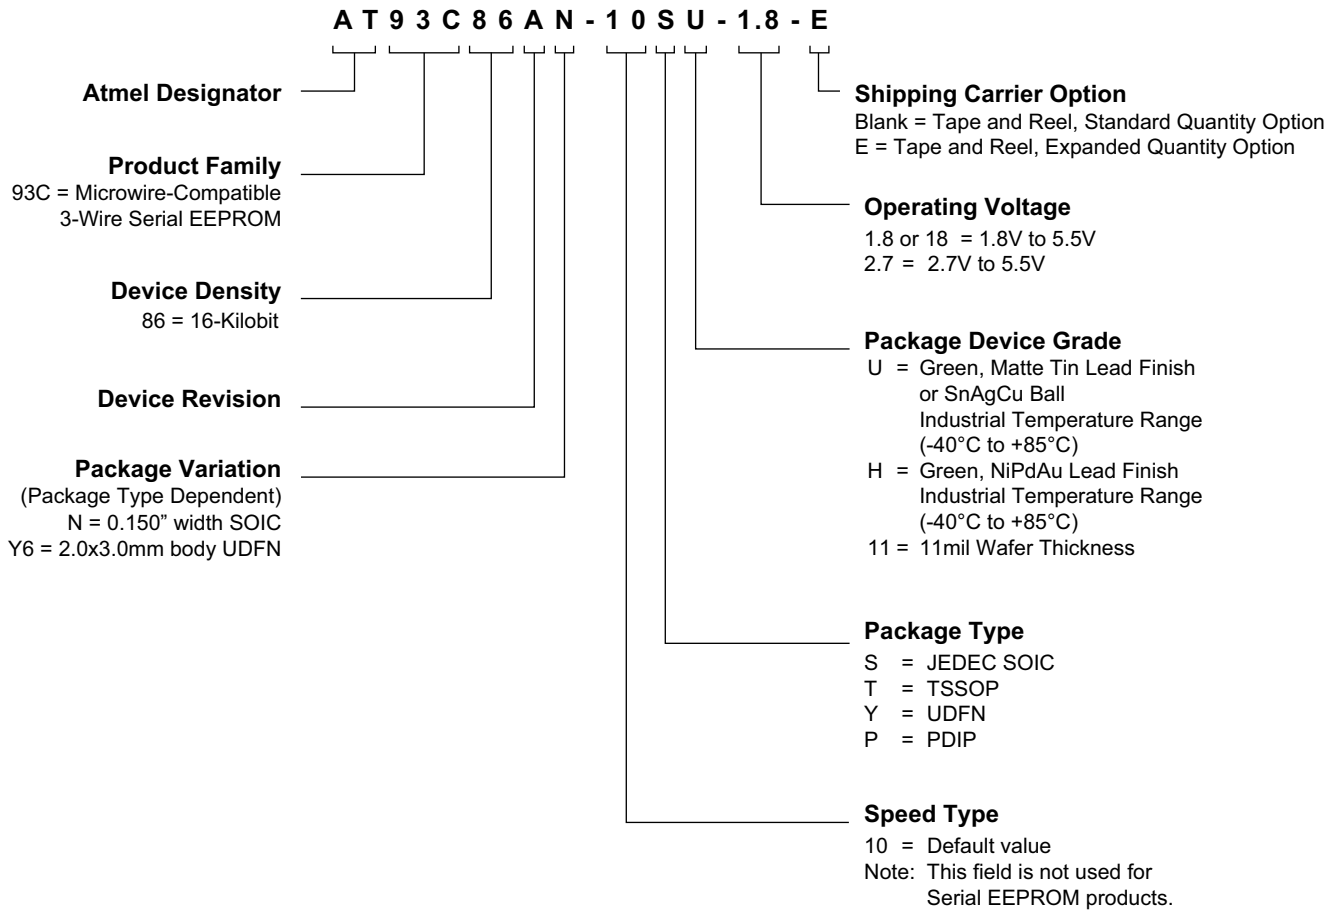 AT93C86AN-10SU-1.8-E
Atmel Designator
Product Family
93C = Microwire-Compatible
3-Wire Serial EEPROM
Device Density
86 = 16-Kilobit
Device Revision
Package Variation
(Package Type Dependent)
N = 0.150” width SOIC
Y6 = 2.0x3.0mm body UDFN
Shipping Carrier Option
Blank = Tape and Reel, Standard Quantity Option
E = Tape and Reel, Expanded Quantity Option
Operating Voltage
1.8 or 18 = 1.8V to 5.5V
2.7 = 2.7V to 5.5V
Package Device Grade
U = Green, Matte Tin Lead Finish
or SnAgCu Ball
Industrial Temperature Range
(-40°C to +85°C)
H = Green, NiPdAu Lead Finish
Industrial Temperature Range
(-40°C to +85°C)
11 = 11mil Wafer Thickness
Package Type
S = JEDEC SOIC
T = TSSOP
Y = UDFN
P = PDIP
Speed Type
10 = Default value
Note: This field is not used for
Serial EEPROM products.